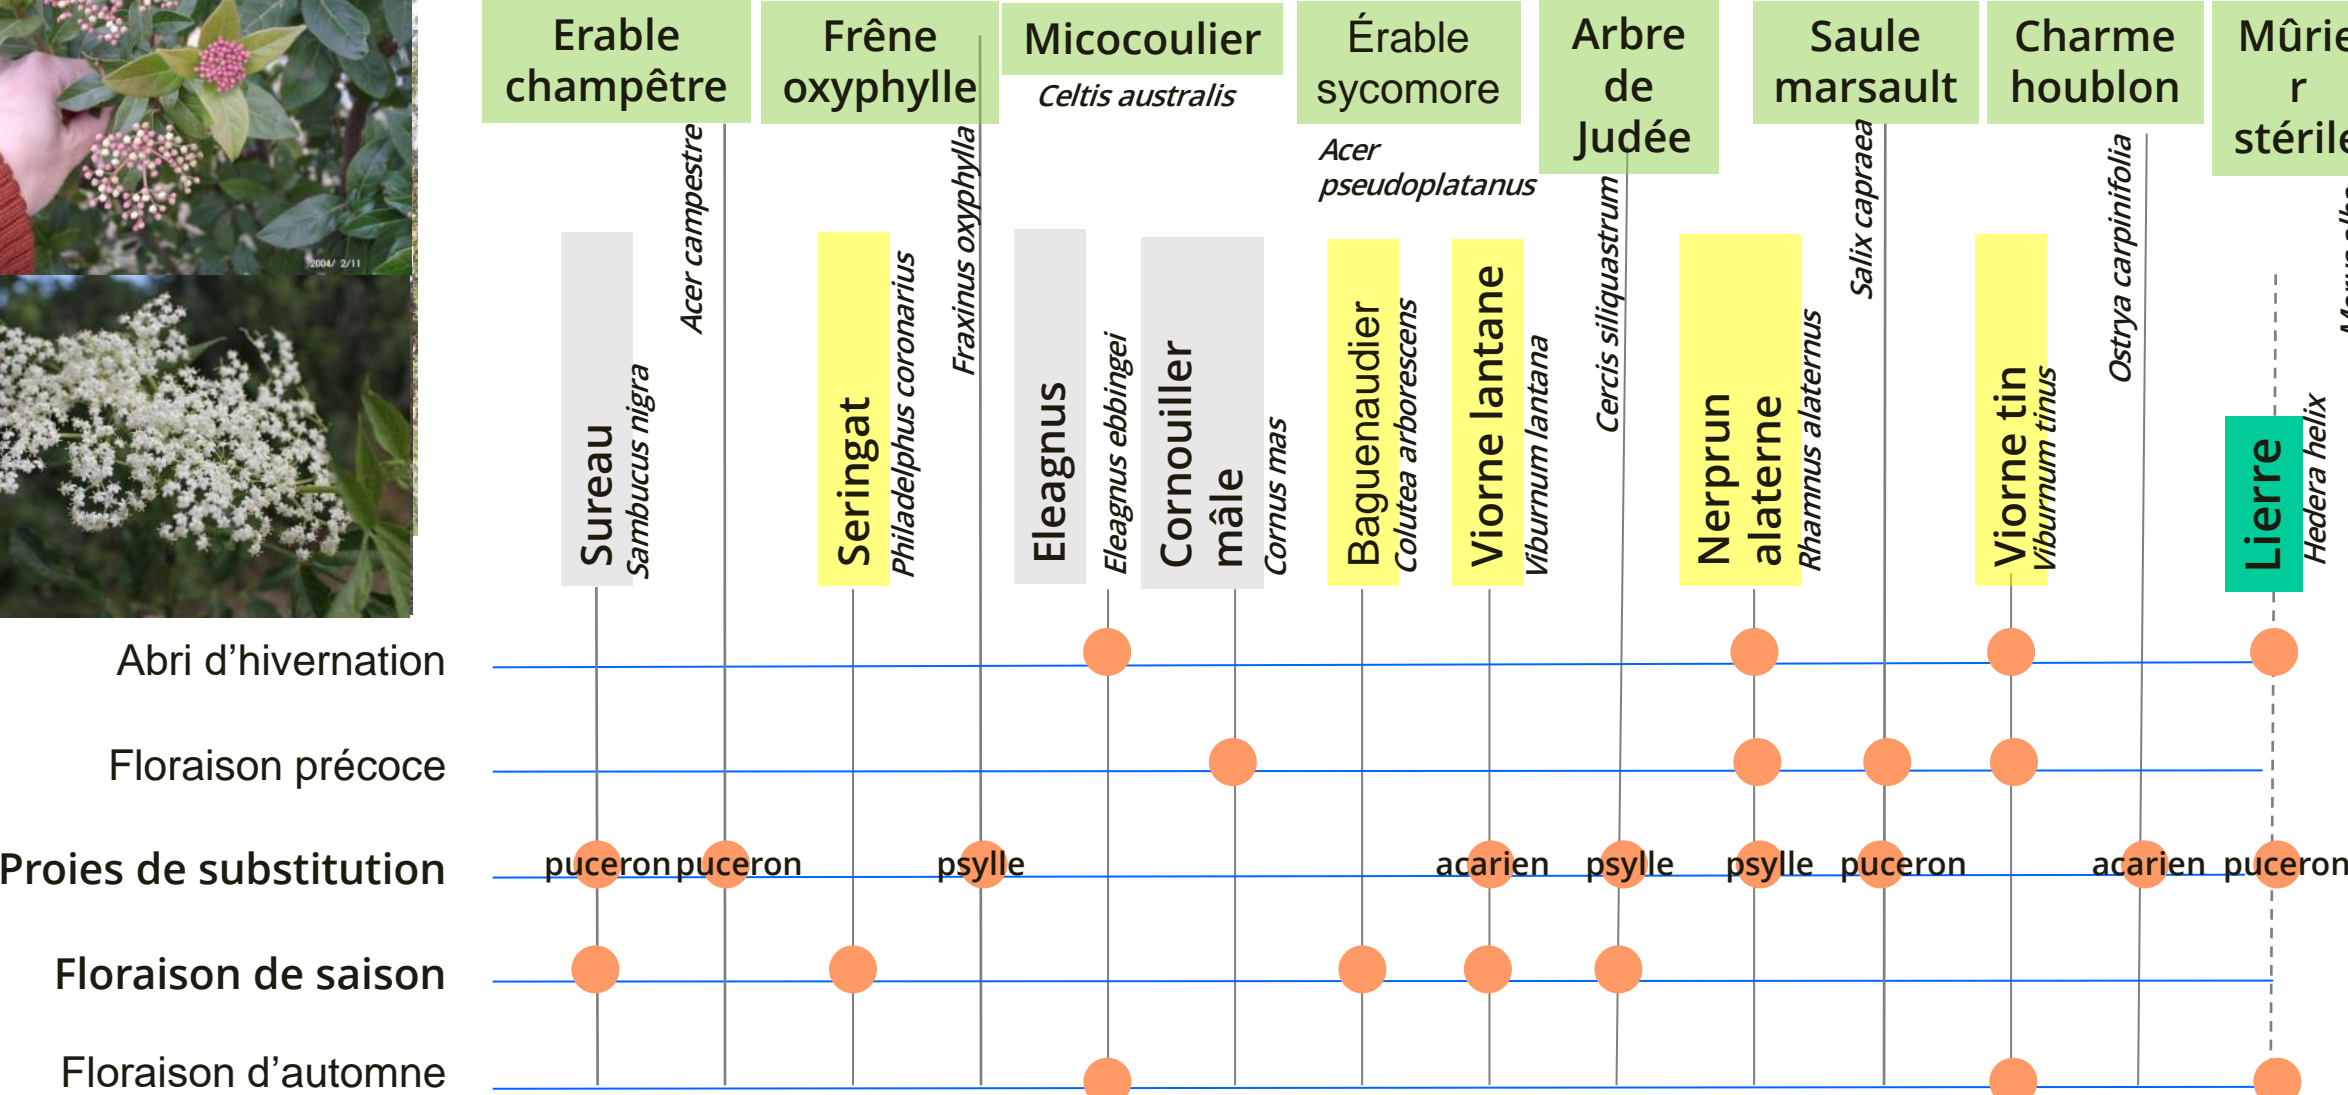 Erable
champêtre
Frêne
oxyphylle
Micocoulier
Celtis australis
Érable
sycomore
Acer
pseudoplatanus
Arbre
de
Judée
Saule
marsault
Charme
houblon
Mûrie
r
stérile
Acer campestre
Fraxinus oxyphylla
Cercis siliquastrum
Salix capraea
Ostrya carpinifolia
2004/ 2/11
Sureau
Sambucus nigra
Seringat
Philadelphus coronarius
Eleagnus
Eleagnus ebbingei
Cornouiller
mâle
Cornus mas
Baguenaudier
Colutea arborescens
Viorne lantane
Viburnum lantana
Nerprun
alaterne
Rhamnus alaternus
Viorne tin
Viburnum tinus
Lierre
Hedera helix
Abri d’hivernation
Floraison précoce
Proies de substitution
puceron puceron psylle acarien psylle psylle puceron acarien puceron
Floraison de saison
Floraison d’automne